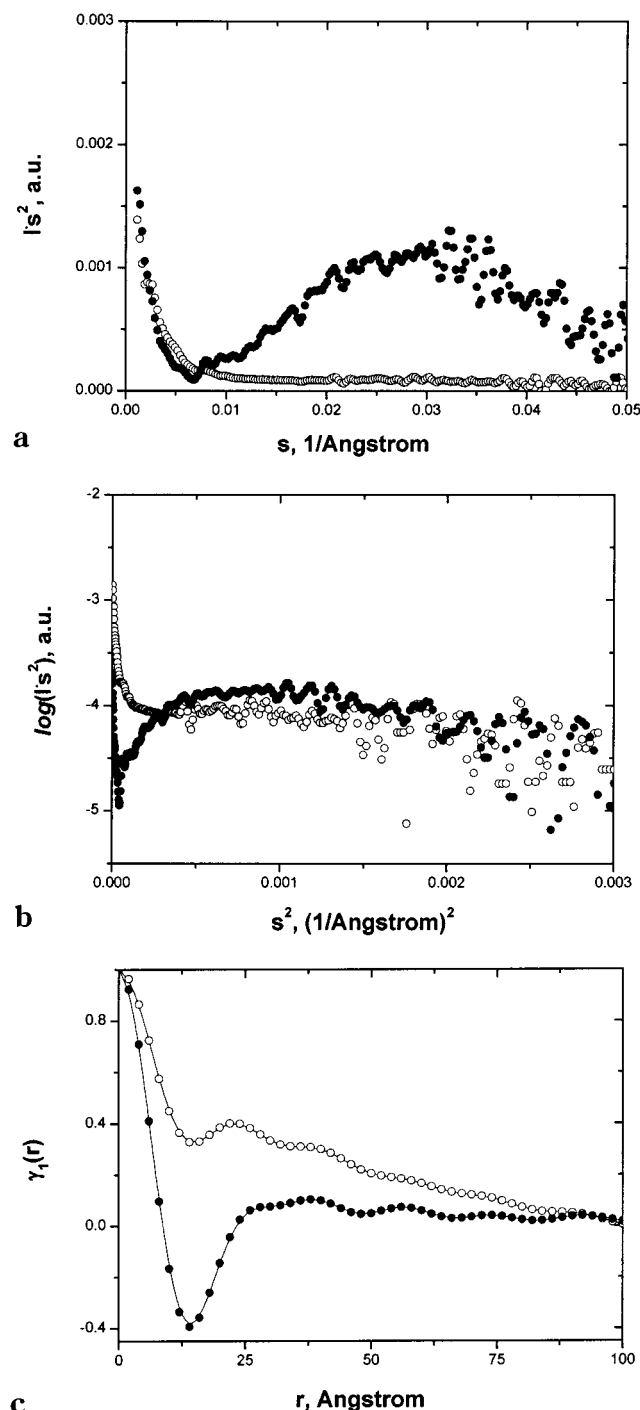 0.003
0.002
0.001
0.000
I·s², a.u.
0.00 0.01 0.02 0.03 0.04 0.05
s, 1/Angstrom
a
-2
-3
-4
-5
log(I·s²), a.u.
0.000 0.001 0.002 0.003
s², (1/Angstrom)²
b
0.8
0.4
0.0
-0.4
γ₁(r)
0 25 50 75 100
r, Angstrom
c